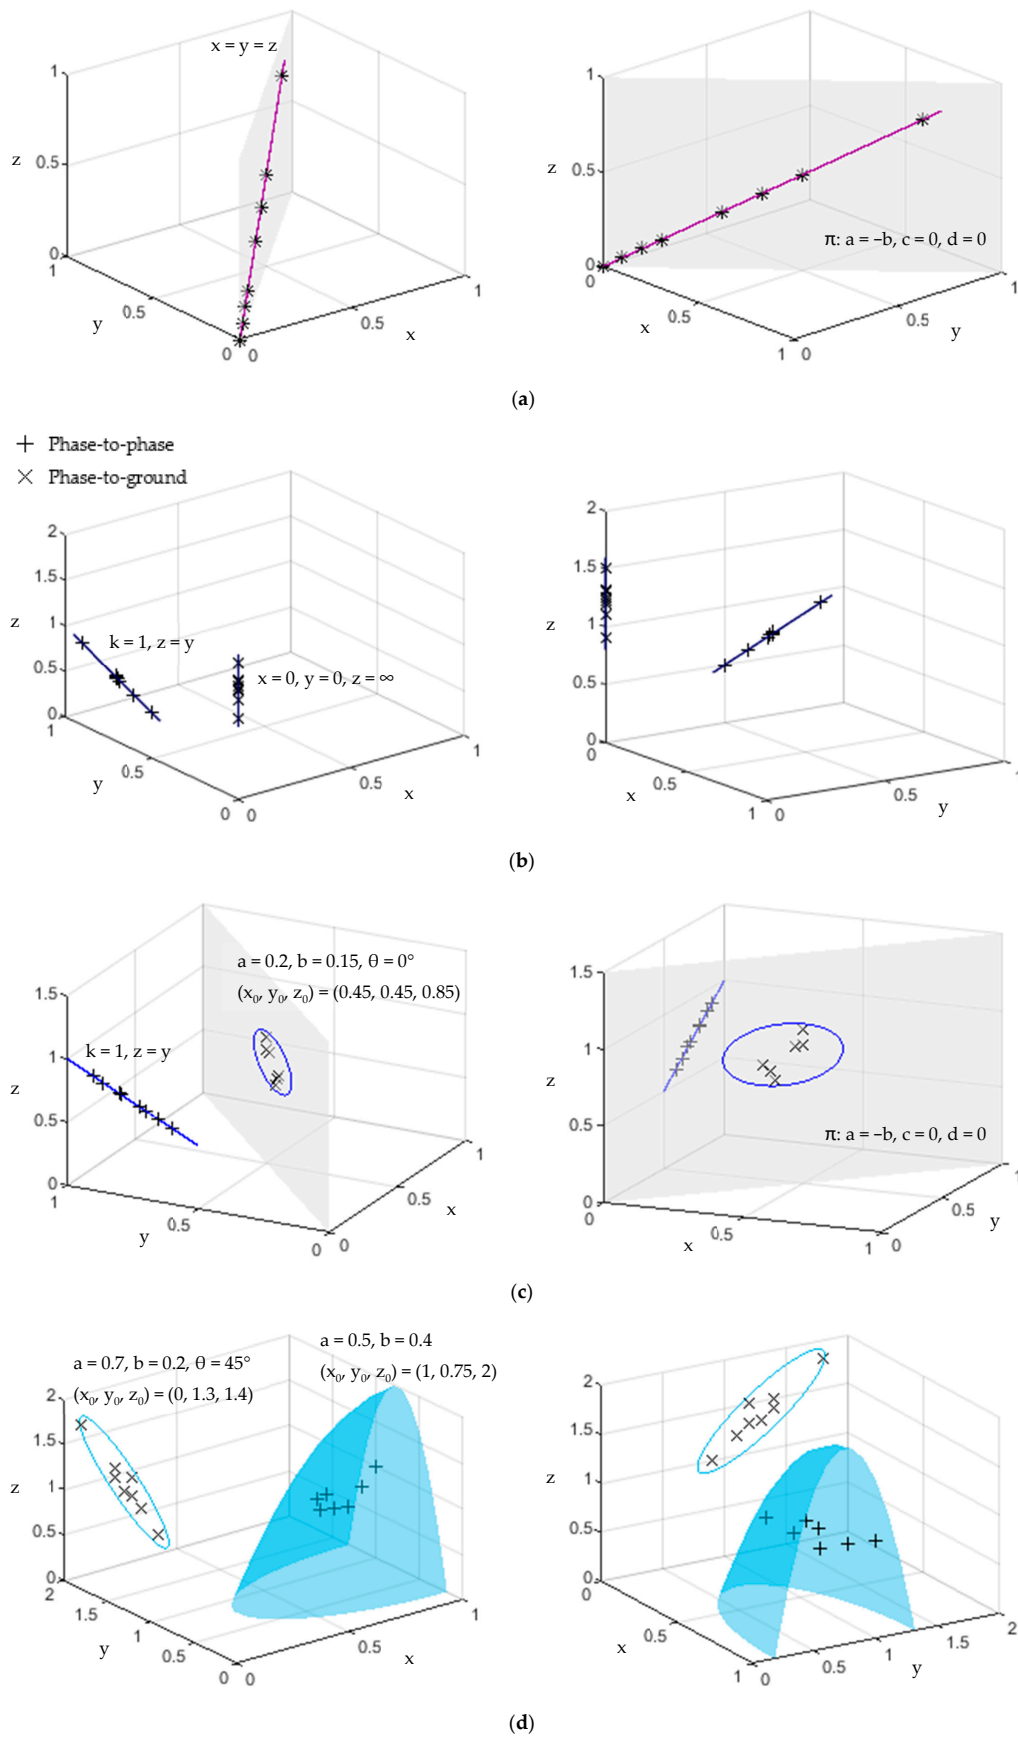 1
x = y = z
z
0.5
0
1
y
0.5
0
0
0.5
x
1
1
z
0.5
0
0
x
0.5
1
0
0.5
y
1
π: a = –b, c = 0, d = 0
(a)
+ Phase-to-phase
× Phase-to-ground
2
1.5
z
1
0.5
0
k = 1, z = y
x = 0, y = 0, z = ∞
1
y
0.5
0
0
0.5
x
1
2
1.5
z
1
0.5
0
x
0.5
1
0
0.5
y
(b)
a = 0.2, b = 0.15, θ = 0°
(x₀, y₀, z₀) = (0.45, 0.45, 0.85)
1.5
k = 1, z = y
1
z
0.5
0
1
y
0.5
0
0
0.5
x
1
1.5
1
z
0.5
0
0
x
0.5
1
0
0.5
y
π: a = –b, c = 0, d = 0
(c)
a = 0.5, b = 0.4
(x₀, y₀, z₀) = (1, 0.75, 2)
a = 0.7, b = 0.2, θ = 45°
(x₀, y₀, z₀) = (0, 1.3, 1.4)
2
1.5
z
1
0.5
0
2
1.5
y
1
0.5
0
0
0.5
x
1
2
1.5
z
1
0.5
0
0
x
0.5
1
0
0.5
y
1
1.5
2
(d)